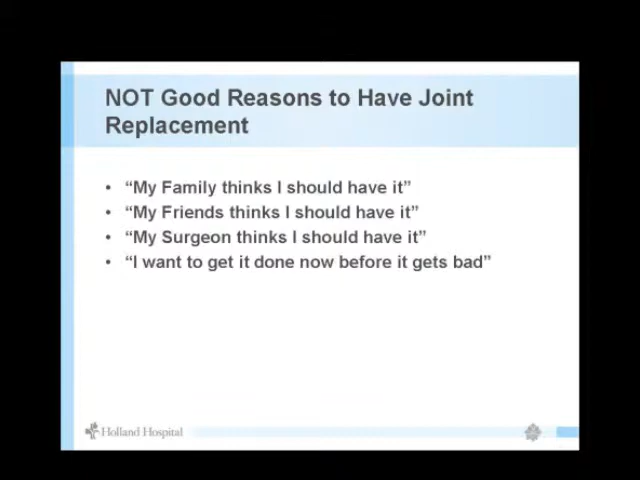 NOT Good Reasons to Have Joint
Replacement
• “My Family thinks I should have it”
• “My Friends thinks I should have it”
• “My Surgeon thinks I should have it”
• “I want to get it done now before it gets bad”
Holland Hospital